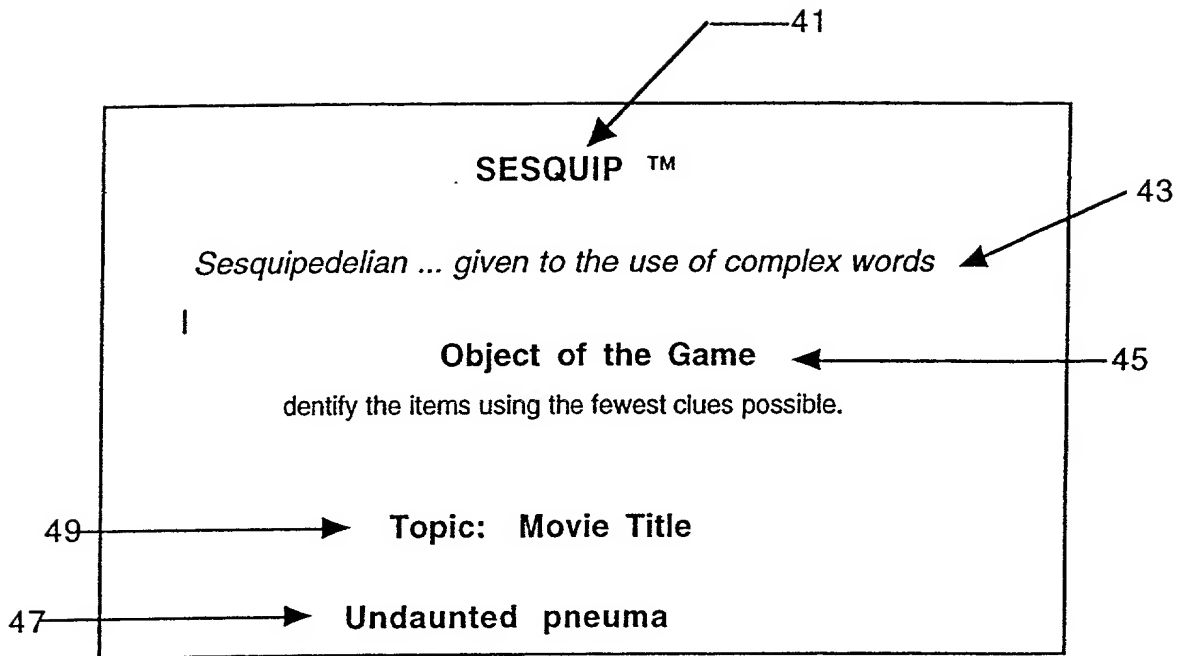 41
SESQUIP ™
43
Sesquipedelian ... given to the use of complex words
I
Object of the Game
45
dentify the items using the fewest clues possible.
49
Topic: Movie Title
47
Undaunted pneuma